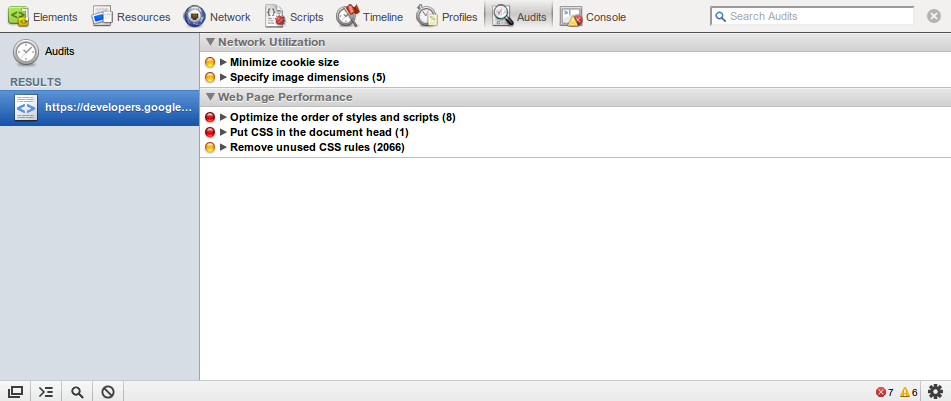 Elements Resources Network Scripts Timeline Profiles Audits Console Search Audits
Audits
RESULTS
https://developers.google...
Network Utilization
Minimize cookie size
Specify image dimensions (5)
Web Page Performance
Optimize the order of styles and scripts (8)
Put CSS in the document head (1)
Remove unused CSS rules (2066)
7 6